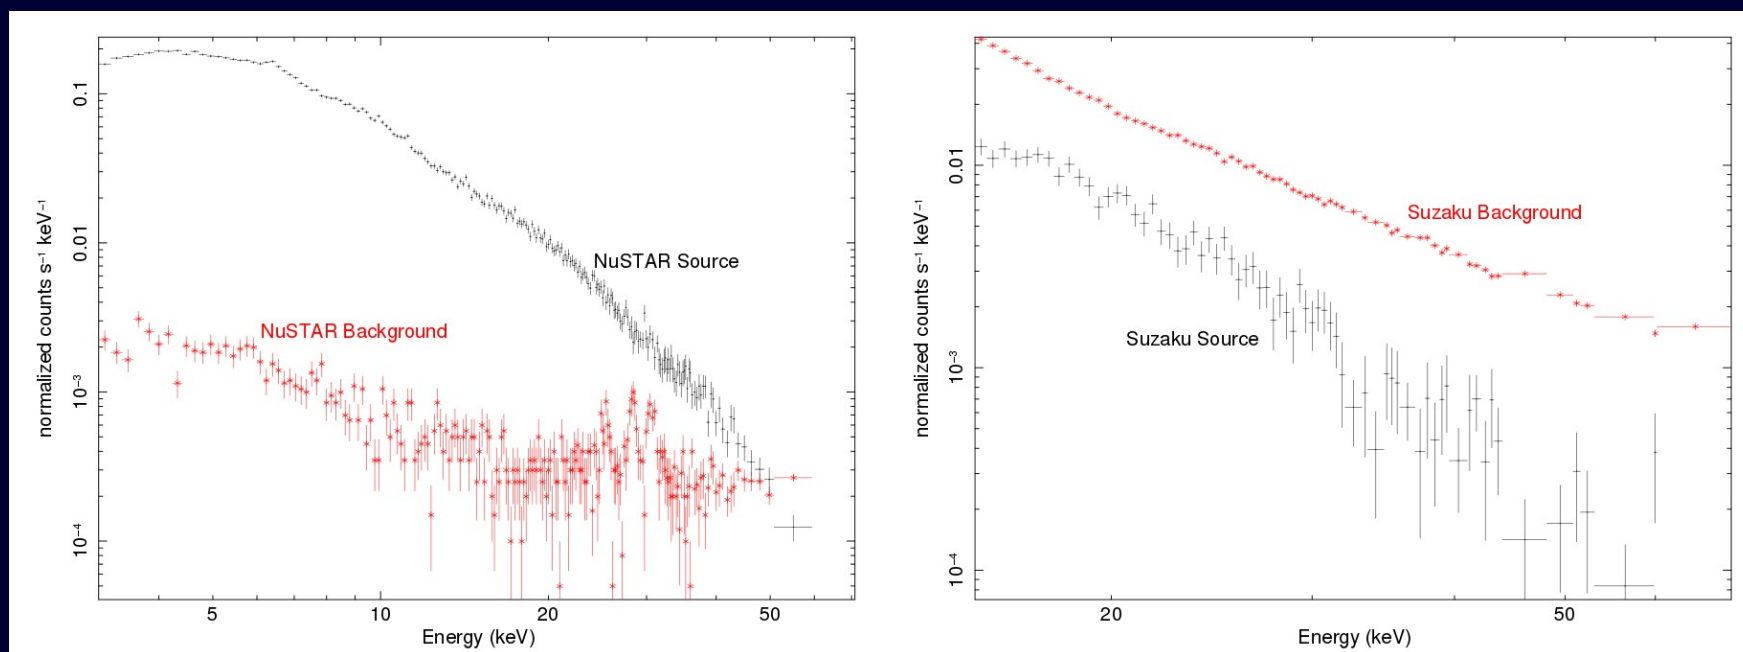 normalized counts s⁻¹ keV⁻¹
0.1
0.01
10⁻³
10⁻⁴
NuSTAR Source
NuSTAR Background
5 10 20 50
Energy (keV)
normalized counts s⁻¹ keV⁻¹
0.01
10⁻³
10⁻⁴
Suzaku Background
Suzaku Source
20 50
Energy (keV)